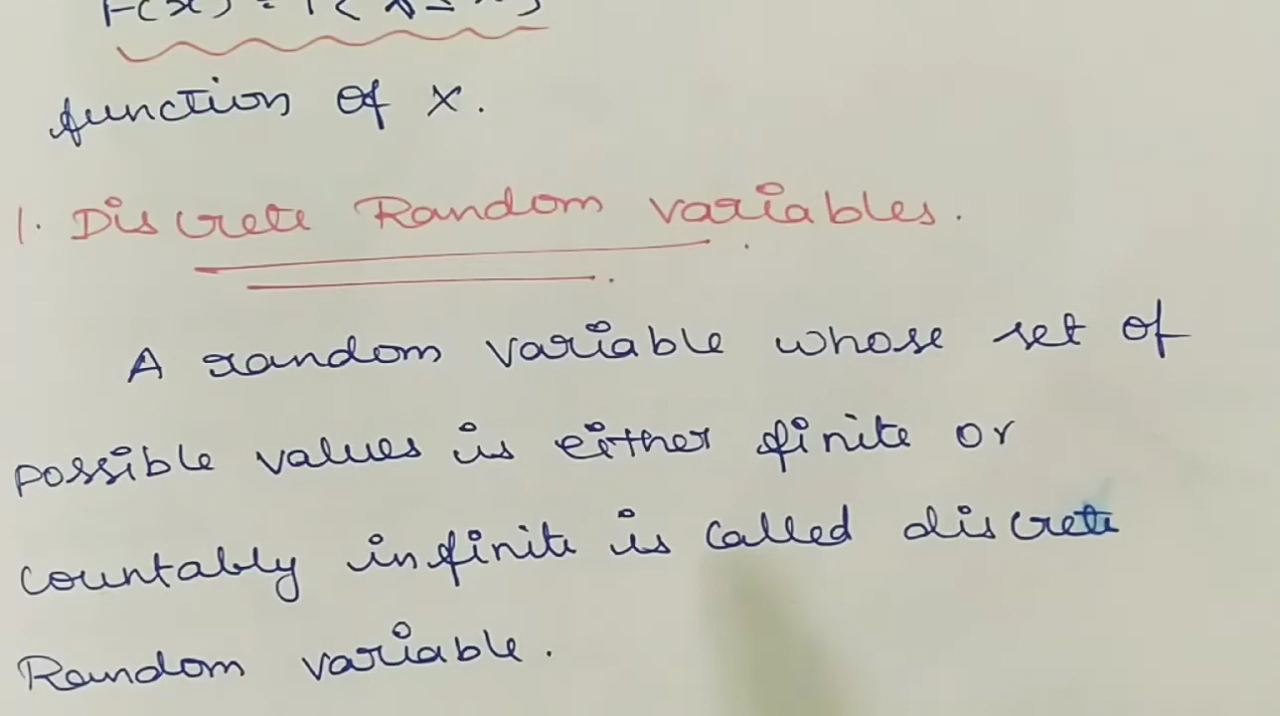 function of x.
1. Discrete Random variables.
A random variable whose set of
possible values is either finite or
countably infinite is called discrete
Random variable.